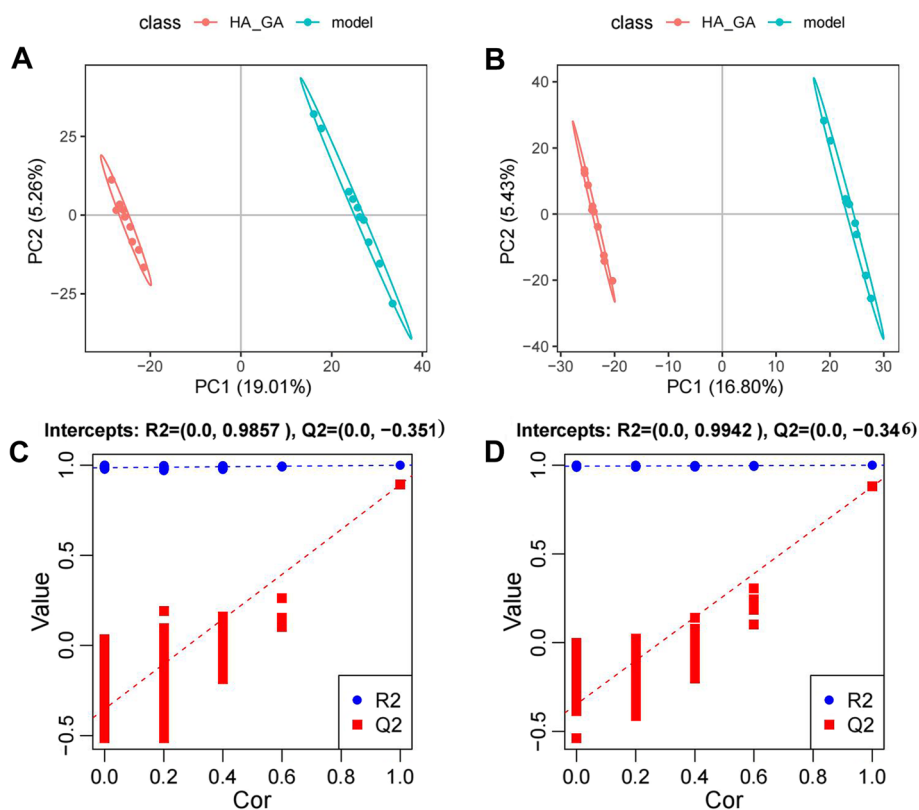 class HA_GA model
class HA_GA model
A
PC2 (5.26%)
25
0
−25
−20
0
20
40
PC1 (19.01%)
B
PC2 (5.43%)
40
20
0
−20
−40
−30
−20
−10
0
10
20
30
PC1 (16.80%)
Intercepts: R2=(0.0, 0.9857 ), Q2=(0.0, −0.351)
C
Value
1.0
0.5
0.0
−0.5
R2
Q2
0.0 0.2 0.4 0.6 0.8 1.0
Cor
Intercepts: R2=(0.0, 0.9942 ), Q2=(0.0, −0.346)
D
Value
1.0
0.5
0.0
−0.5
R2
Q2
0.0 0.2 0.4 0.6 0.8 1.0
Cor